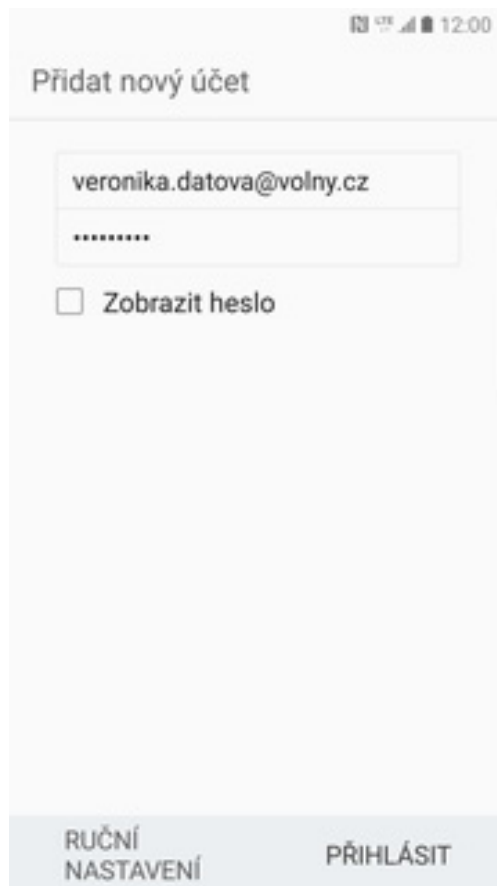 12:00
Přidat nový účet
veronika.datova@volny.cz
•••••••••
Zobrazit heslo
RUČNÍ
NASTAVENÍ
PŘIHLÁSIT